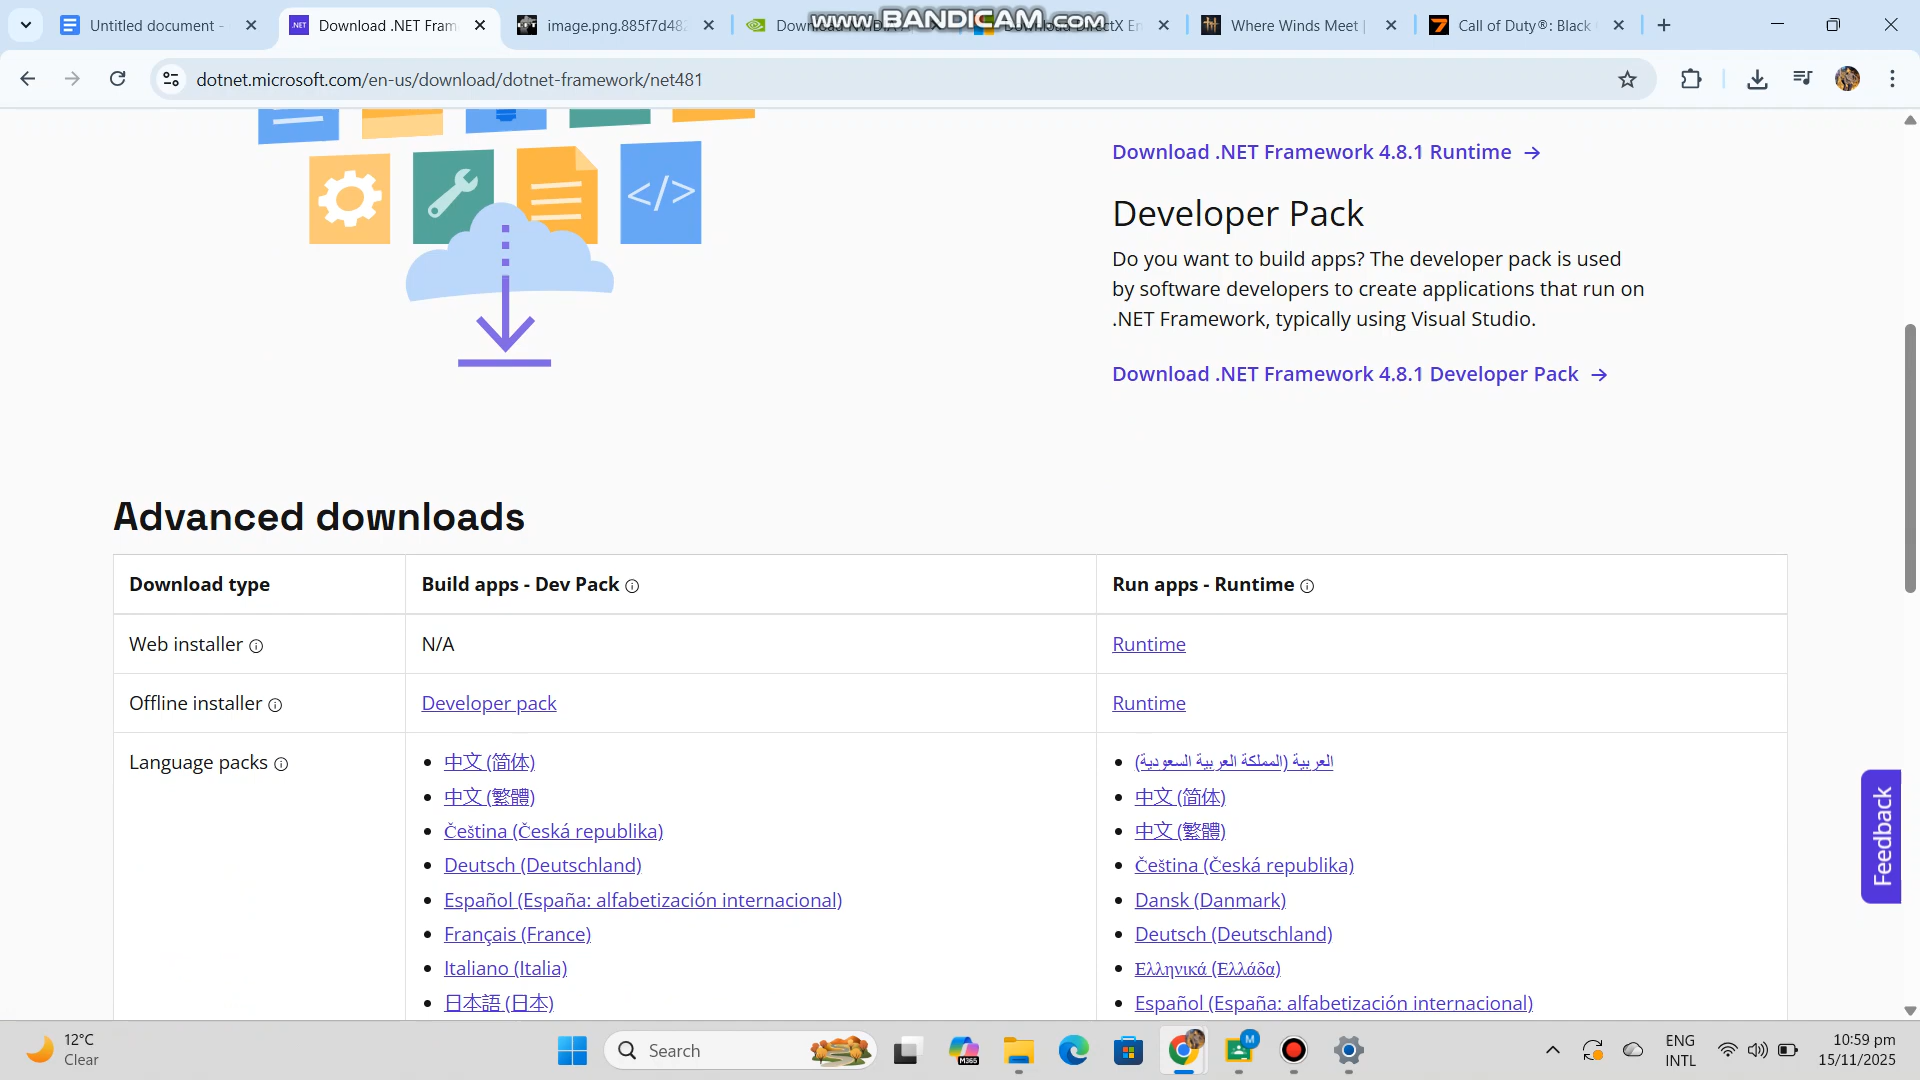 Untitled document -
Download .NET Fram
image.png.885f7d482
Download NVIDIA
Download DirectX En
Where Winds Meet |
Call of Duty®: Black
www.BANDICAM.com
dotnet.microsoft.com/en-us/download/dotnet-framework/net481
</>
Download .NET Framework 4.8.1 Runtime →
Developer Pack
Do you want to build apps? The developer pack is used
by software developers to create applications that run on
.NET Framework, typically using Visual Studio.
Download .NET Framework 4.8.1 Developer Pack →
Advanced downloads
Download type
Build apps - Dev Pack
Run apps - Runtime
Web installer
N/A
Runtime
Offline installer
Developer pack
Runtime
Language packs
中文 (简体)
中文 (繁體)
Čeština (Česká republika)
Deutsch (Deutschland)
Español (España: alfabetización internacional)
Français (France)
Italiano (Italia)
日本語 (日本)
العربية (المملكة العربية السعودية)
中文 (简体)
中文 (繁體)
Čeština (Česká republika)
Dansk (Danmark)
Deutsch (Deutschland)
Ελληνικά (Ελλάδα)
Español (España: alfabetización internacional)
Feedback
12°C
Clear
Search
M365
M
ENG
INTL
10:59 pm
15/11/2025